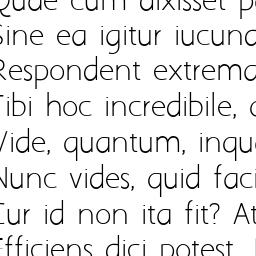 Quae cum dixisset p
Sine ea igitur iucund
Respondent extrema
Tibi hoc incredibile,
Vide, quantum, inqu
Nunc vides, quid faci
Cur id non ita fit? At
Efficiens dici potest.